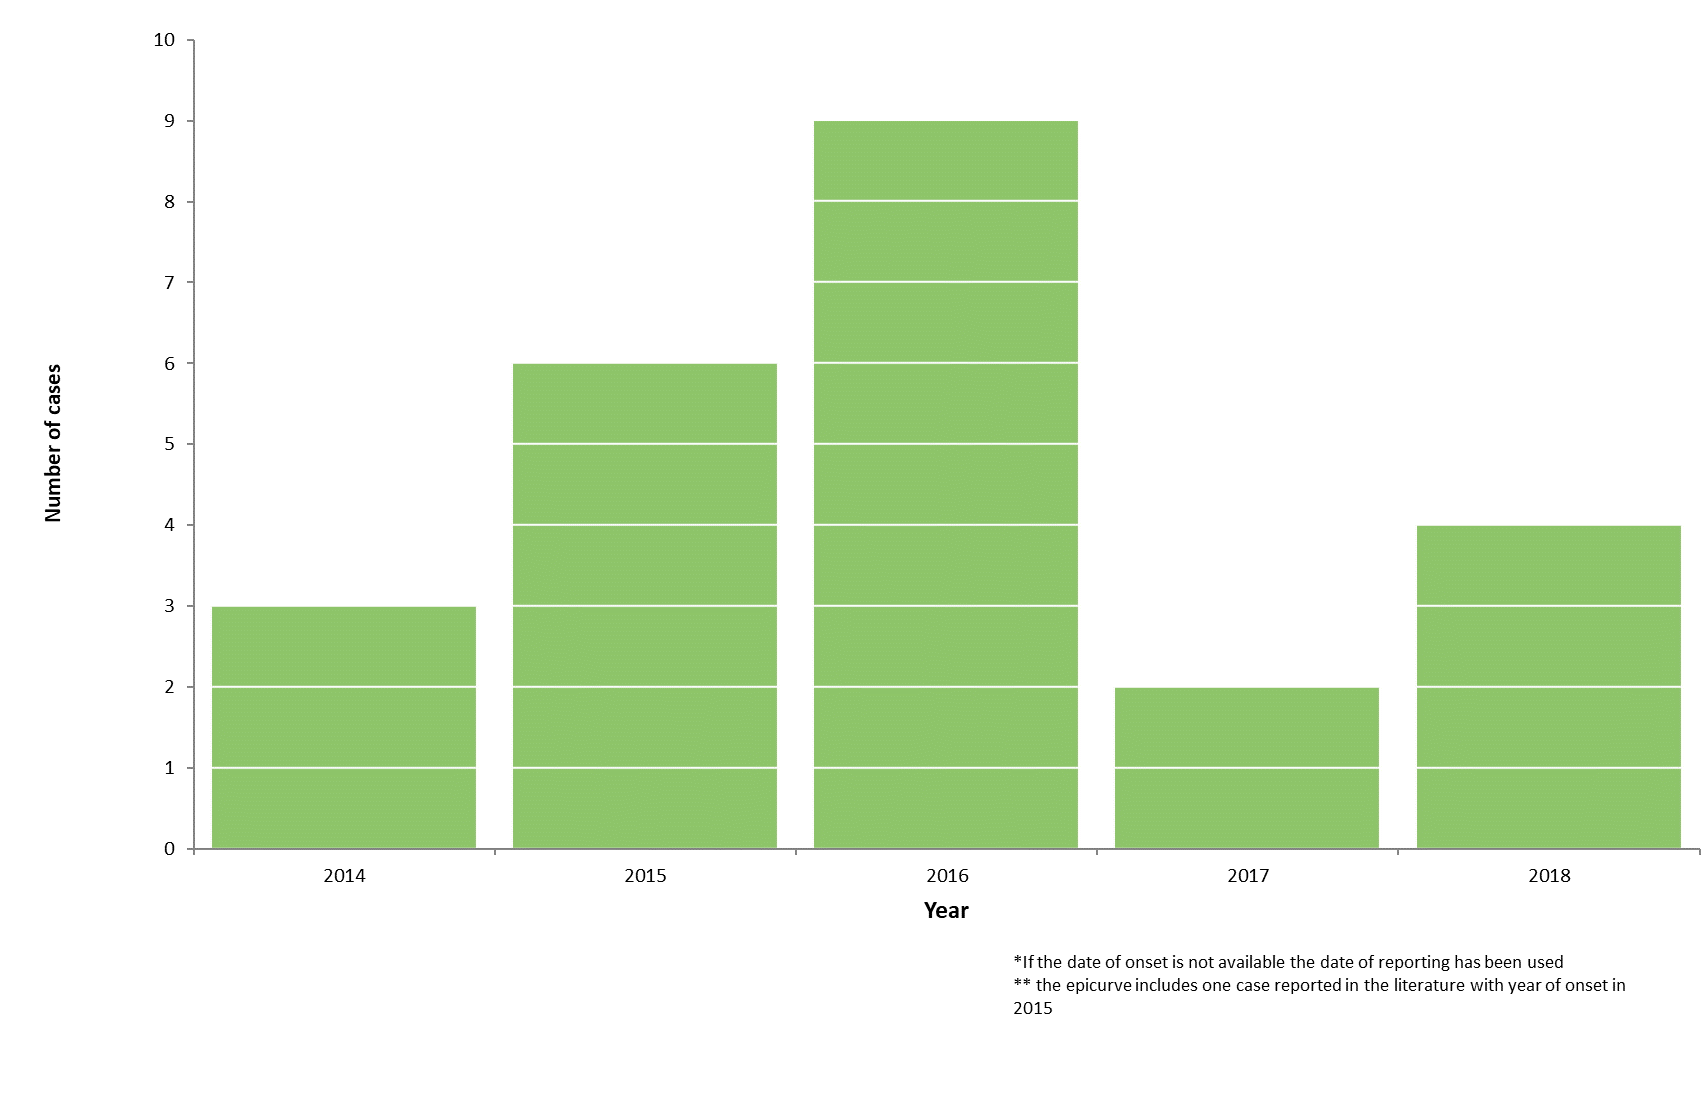 10
9
8
7
6
5
4
3
2
1
0
Number of cases
2014 2015 2016 2017 2018
Year
*If the date of onset is not available the date of reporting has been used
** the epicurve includes one case reported in the literature with year of onset in
2015